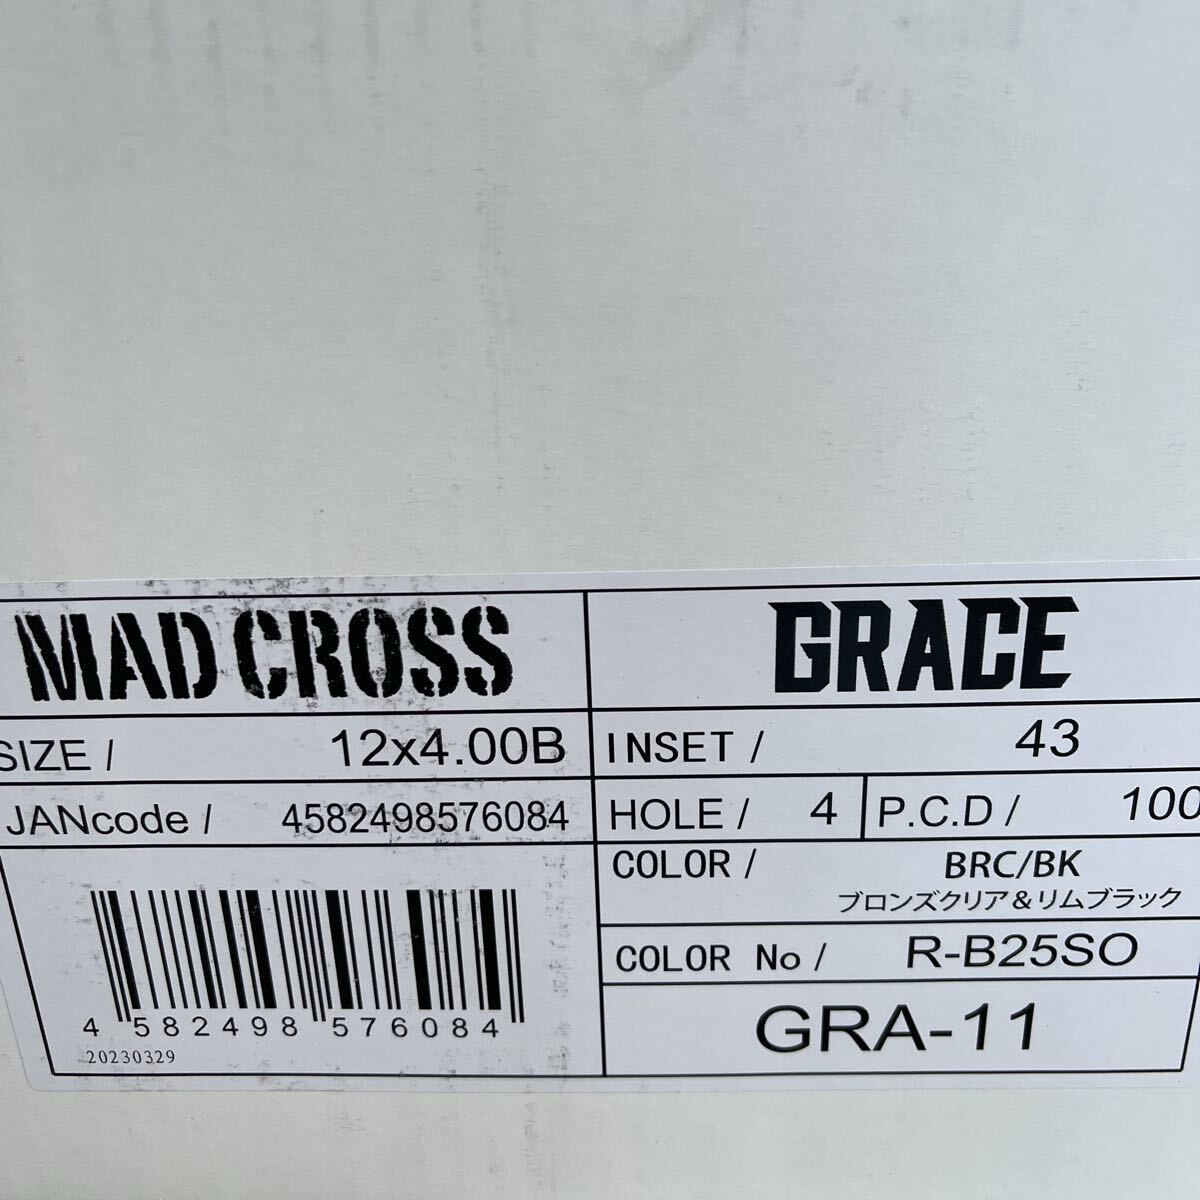 MAD CROSS
GRACE
SIZE / 12x4.00B
INSET / 43
JANcode / 4582498576084
HOLE / 4
P.C.D / 100
COLOR / BRC/BK
ブロンズクリア＆リムブラック
COLOR No / R-B25SO
GRA-11
4 582498 576084
20230329